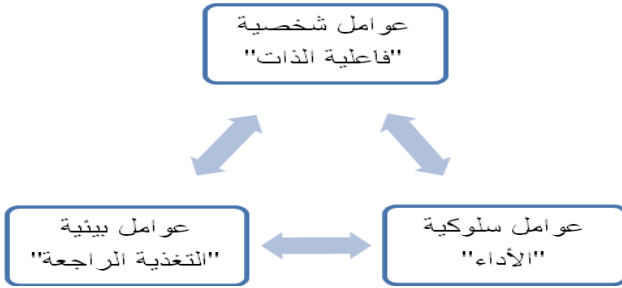 عوامل شخصية
"فاعلية الذات"
عوامل سلوكية
"الأداء"
عوامل بيئية
"التغذية الراجعة"